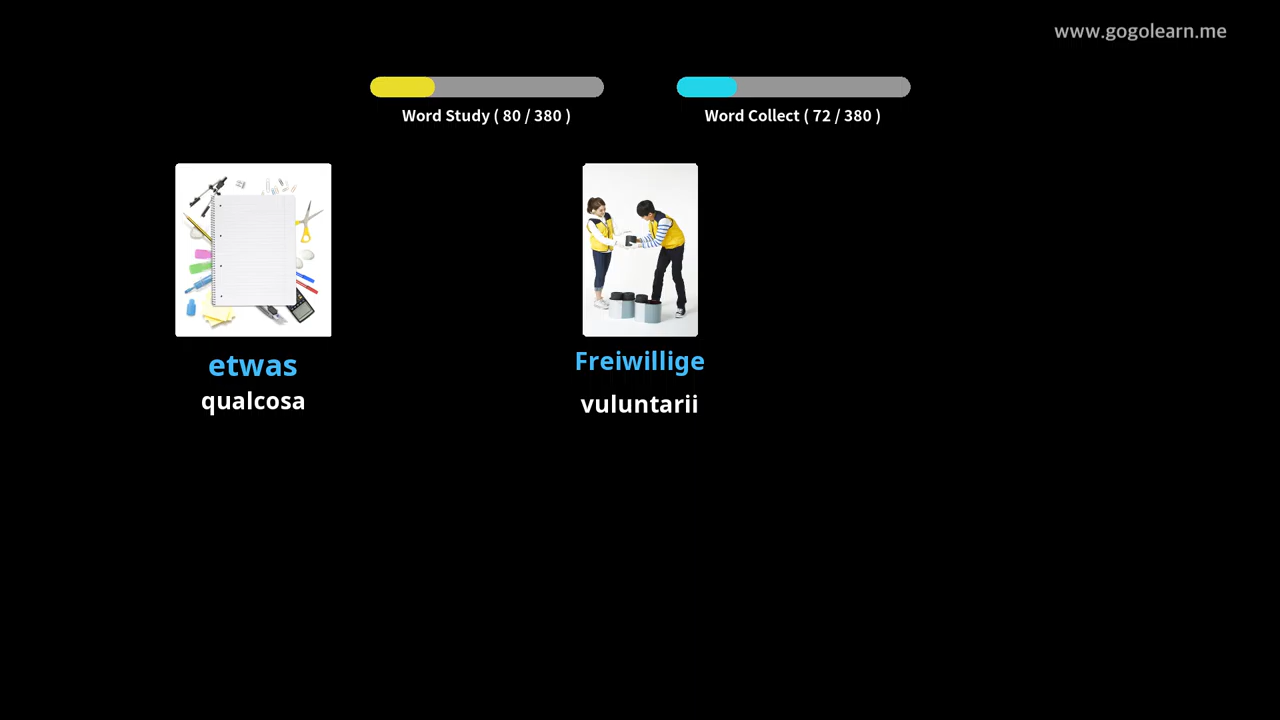 www.gogolearn.me
Word Study ( 80 / 380 )
Word Collect ( 72 / 380 )
etwas
qualcosa
Freiwillige
vuluntarii